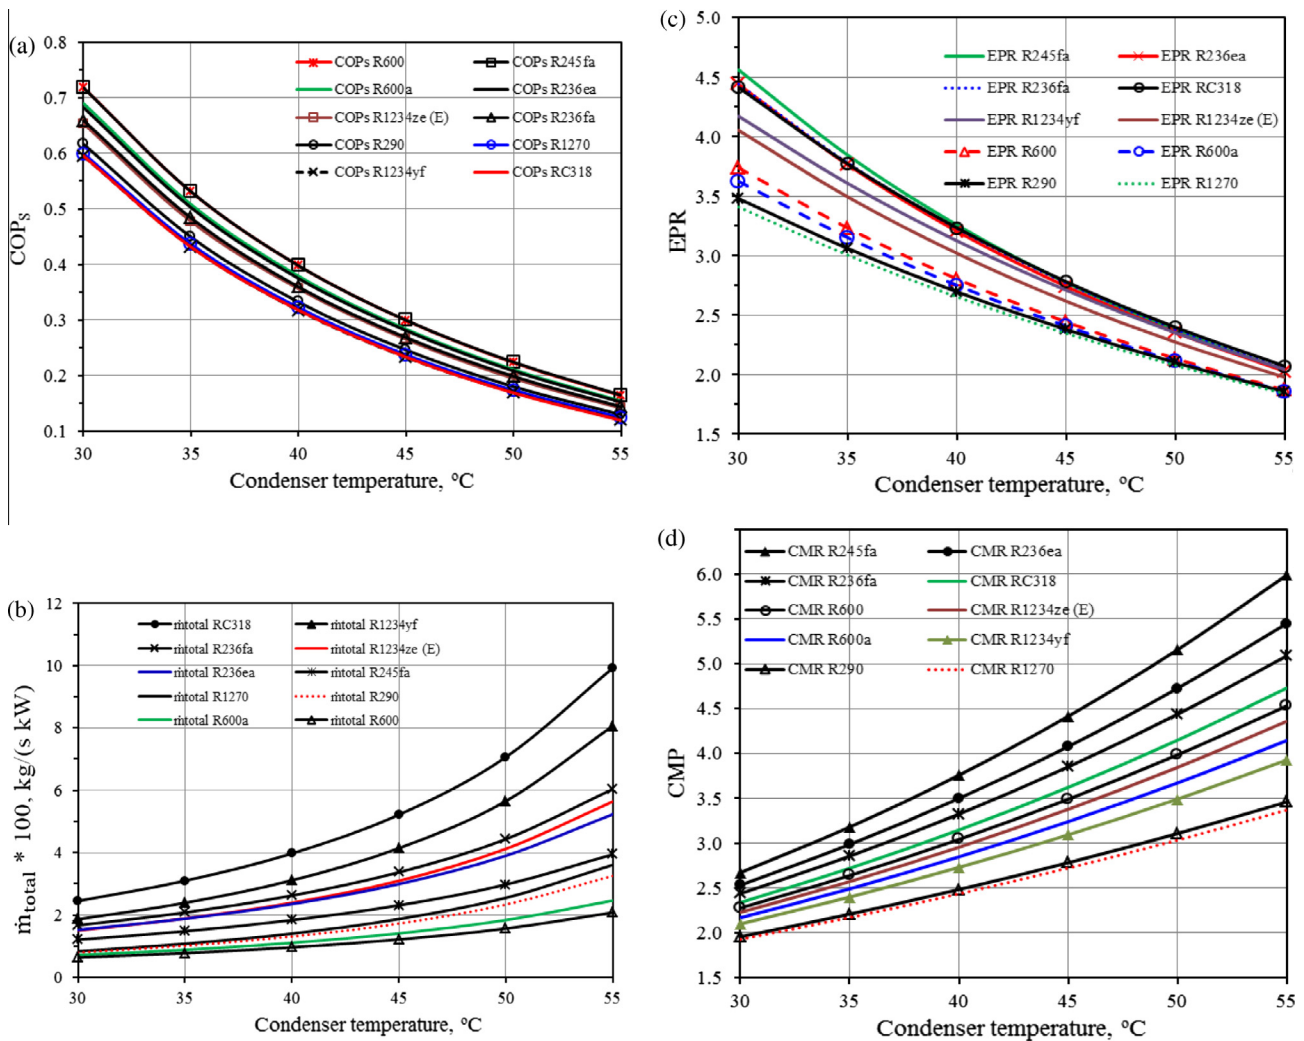 (a)
0.8
0.7
0.6
0.5
0.4
0.3
0.2
0.1
COPS
COPs R600
COPs R245fa
COPs R600a
COPs R236ea
COPs R1234ze (E)
COPs R236fa
COPs R290
COPs R1270
COPs R1234yf
COPs RC318
30 35 40 45 50 55
Condenser temperature, ºC
(c)
5.0
4.5
4.0
3.5
3.0
2.5
2.0
1.5
EPR
EPR R245fa
EPR R236ea
EPR R236fa
EPR RC318
EPR R1234yf
EPR R1234ze (E)
EPR R600
EPR R600a
EPR R290
EPR R1270
30 35 40 45 50 55
Condenser temperature, ºC
(b)
12
10
8
6
4
2
0
ṁtotal * 100, kg/(s kW)
ṁtotal RC318
ṁtotal R1234yf
ṁtotal R236fa
ṁtotal R1234ze (E)
ṁtotal R236ea
ṁtotal R245fa
ṁtotal R1270
ṁtotal R290
ṁtotal R600a
ṁtotal R600
30 35 40 45 50 55
Condenser temperature, ºC
(d)
6.0
5.5
5.0
4.5
4.0
3.5
3.0
2.5
2.0
1.5
CMP
CMR R245fa
CMR R236ea
CMR R236fa
CMR RC318
CMR R600
CMR R1234ze (E)
CMR R600a
CMR R1234yf
CMR R290
CMR R1270
30 35 40 45 50 55
Condenser temperature, ºC